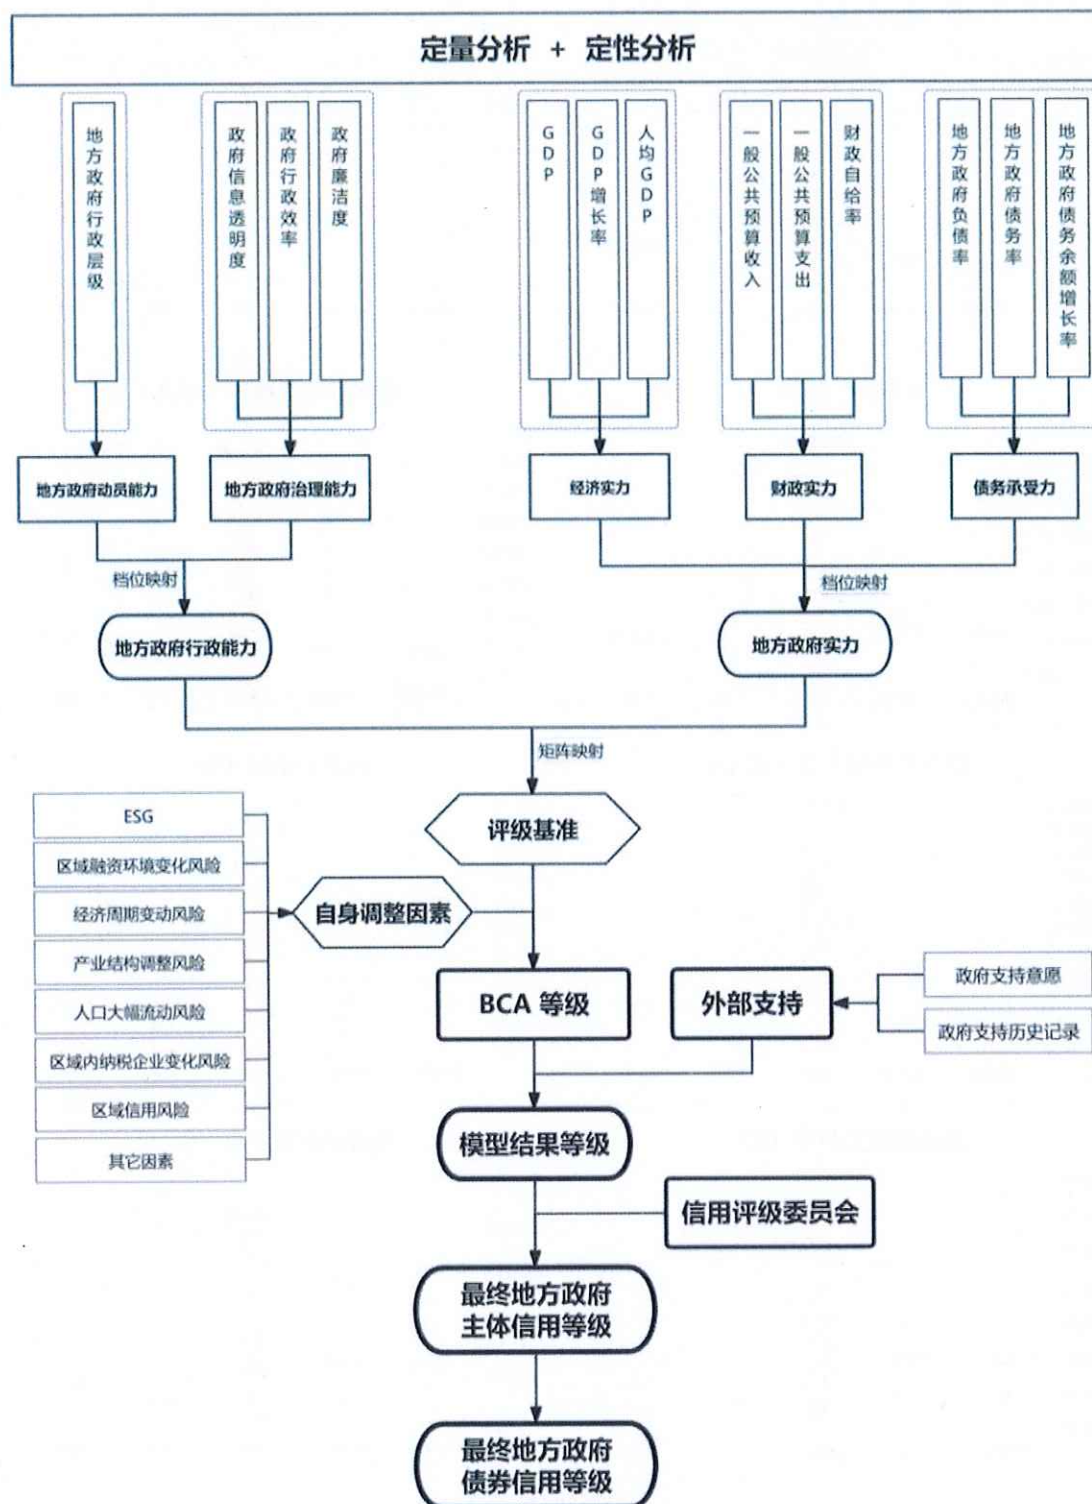 定量分析 + 定性分析
地方政府行政层级
政府信息透明度
政府行政效率
政府廉洁度
GDP
GDP增长率
人均GDP
一般公共预算收入
一般公共预算支出
财政自给率
地方政府负债率
地方政府债务率
地方政府债务余额增长率
地方政府动员能力
地方政府治理能力
经济实力
财政实力
债务承受力
档位映射
档位映射
地方政府行政能力
地方政府实力
矩阵映射
评级基准
ESG
区域融资环境变化风险
经济周期变动风险
产业结构调整风险
人口大幅流动风险
区域内纳税企业变化风险
区域信用风险
其它因素
自身调整因素
BCA 等级
外部支持
政府支持意愿
政府支持历史记录
模型结果等级
信用评级委员会
最终地方政府
主体信用等级
最终地方政府
债券信用等级